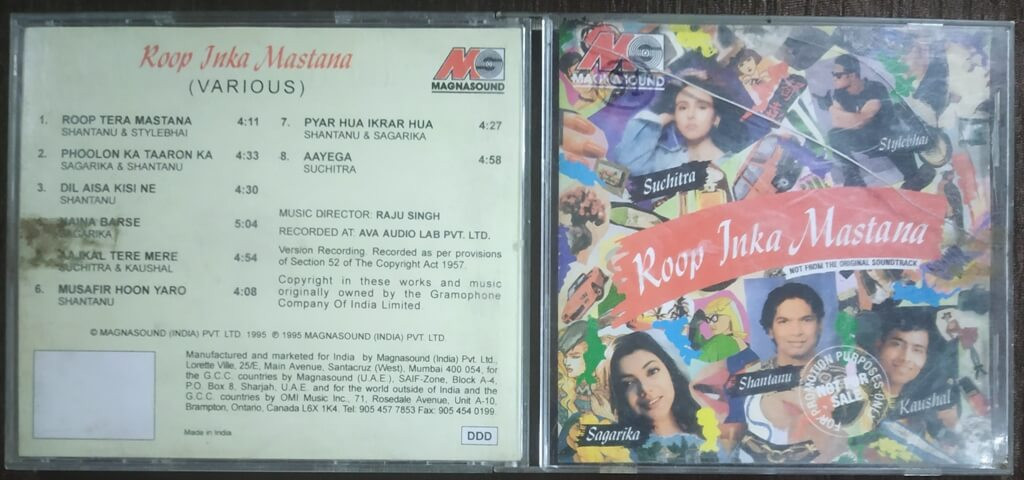 Roop Inka Mastana
(VARIOUS)
MAGNASOUND
1. ROOP TERA MASTANA 4:11
SHANTANU & STYLEBHAI
2. PHOOLON KA TAARON KA 4:33
SAGARIKA & SHANTANU
3. DIL AISA KISI NE 4:30
SHANTANU
NAINA BARSE 5:04
SAGARIKA
AAJKAL TERE MERE 4:54
SUCHITRA & KAUSHAL
6. MUSAFIR HOON YARO 4:08
SHANTANU
7. PYAR HUA IKRAR HUA 4:27
SHANTANU & SAGARIKA
8. AAYEGA 4:58
SUCHITRA
MUSIC DIRECTOR: RAJU SINGH
RECORDED AT: AVA AUDIO LAB PVT. LTD.
Version Recording. Recorded as per provisions
of Section 52 of The Copyright Act 1957.
Copyright in these works and music
originally owned by the Gramophone
Company Of India Limited.
© MAGNASOUND (INDIA) PVT. LTD. 1995 ℗ 1995 MAGNASOUND (INDIA) PVT. LTD
Manufactured and marketed for India by Magnasound (India) Pvt. Ltd.,
Lorette Ville, 25/E, Main Avenue, Santacruz (West), Mumbai 400 054, for
the G.C.C. countries by Magnasound (U.A.E.), SAIF-Zone, Block A-4,
P.O. Box 8, Sharjah, U.A.E. and for the world outside of India and the
G.C.C. countries by OMI Music Inc., 71, Rosedale Avenue, Unit A-10,
Brampton, Ontario, Canada L6X 1K4. Tel: 905 457 7853 Fax: 905 454 0199.
Made in India
DDD
MAGNASOUND
Stylebhai
Suchitra
Roop Inka Mastana
NOT FROM THE ORIGINAL SOUNDTRACK
Shantanu
Kaushal
Sagarika
FOR PROMOTION PURPOSES ONLY
NOT FOR
SALE